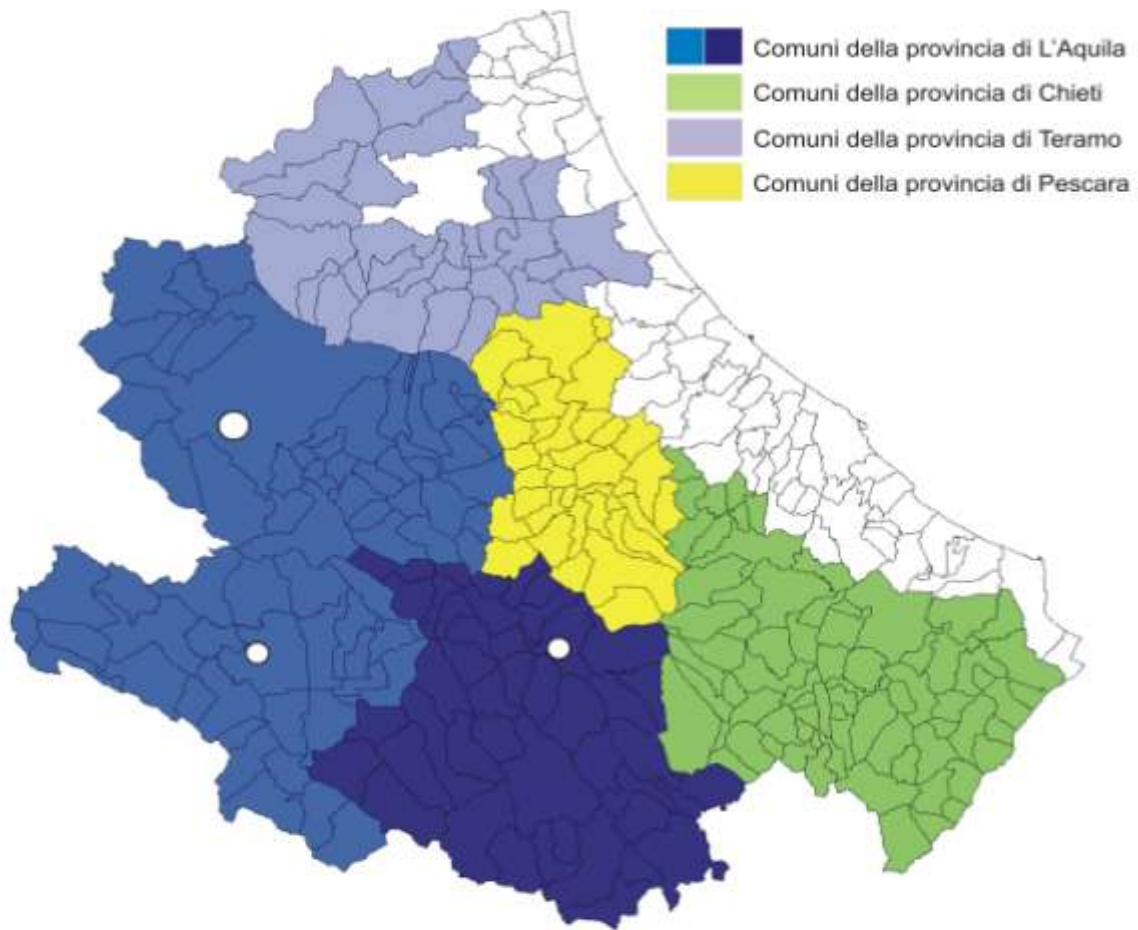 Comuni della provincia di L'Aquila
Comuni della provincia di Chieti
Comuni della provincia di Teramo
Comuni della provincia di Pescara